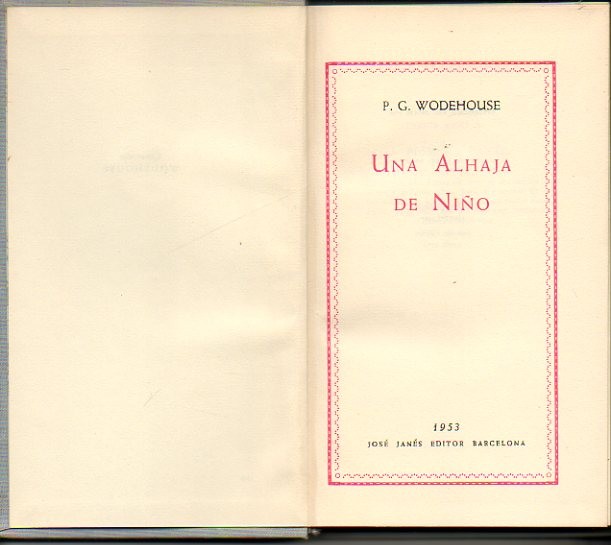 P. G. WODEHOUSE
UNA ALHAJA
DE NIÑO
1953
JOSÉ JANÉS EDITOR BARCELONA